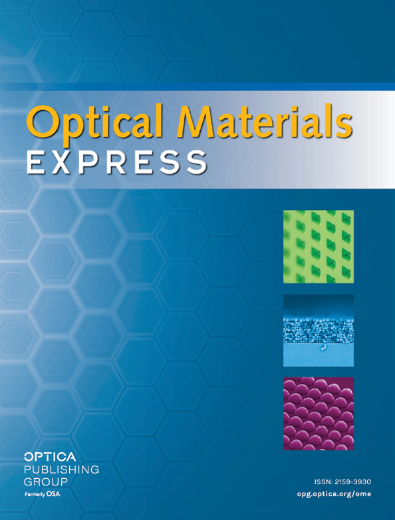 Optical Materials
EXPRESS
OPTICA
PUBLISHING
GROUP
Formerly OSA
ISSN: 2159-3930
opg.optica.org/ome